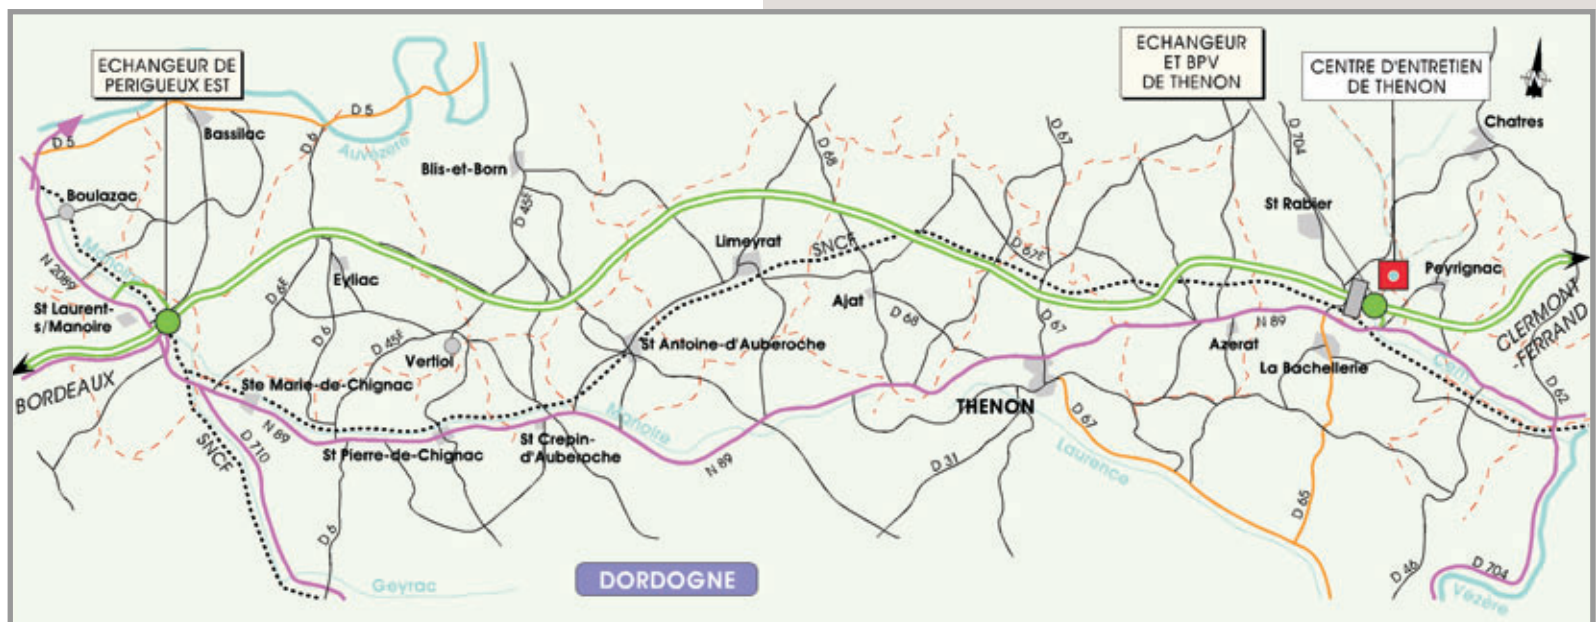 ECHANGEUR DE
PERIGUEUX EST
ECHANGEUR
ET BPV
DE THENON
CENTRE D'ENTRETIEN
DE THENON
D 5
D 5
Bassilac
D 6
Auvézère
Blis-et-Born
D 45E
D 68
D 67
D 704
Chatres
Boulazac
Manoire
N 2089
St Laurent-
s/Manoire
Eyliac
D 6E
D 6
D 45E
Vertiol
Limeyrat
SNCF
Ajat
D 68
D 67E
D 67
St Rabier
Peyrignac
N 89
Azerat
La Bachellerie
Cern
CLERMONT
-FERRAND
D 62
BORDEAUX
Ste Marie-de-Chignac
St Antoine-d'Auberoche
THENON
N 89
D 710
SNCF
St Pierre-de-Chignac
St Crepin-
d'Auberoche
Manoire
N 89
D 31
D 67
Laurence
D 65
D 6
Geyrac
DORDOGNE
D 46
D 704
Vézère